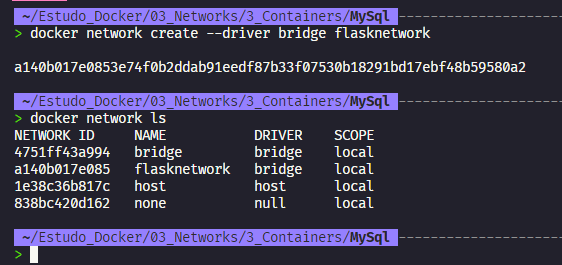 ~/Estudo_Docker/03_Networks/3_Containers/MySql
> docker network create --driver bridge flasknetwork
a140b017e0853e74f0b2ddab91eedf87b33f07530b18291bd17ebf48b59580a2
~/Estudo_Docker/03_Networks/3_Containers/MySql
> docker network ls
NETWORK ID NAME DRIVER SCOPE
4751ff43a994 bridge bridge local
a140b017e085 flasknetwork bridge local
1e38c36b817c host host local
838bc420d162 none null local
~/Estudo_Docker/03_Networks/3_Containers/MySql
>